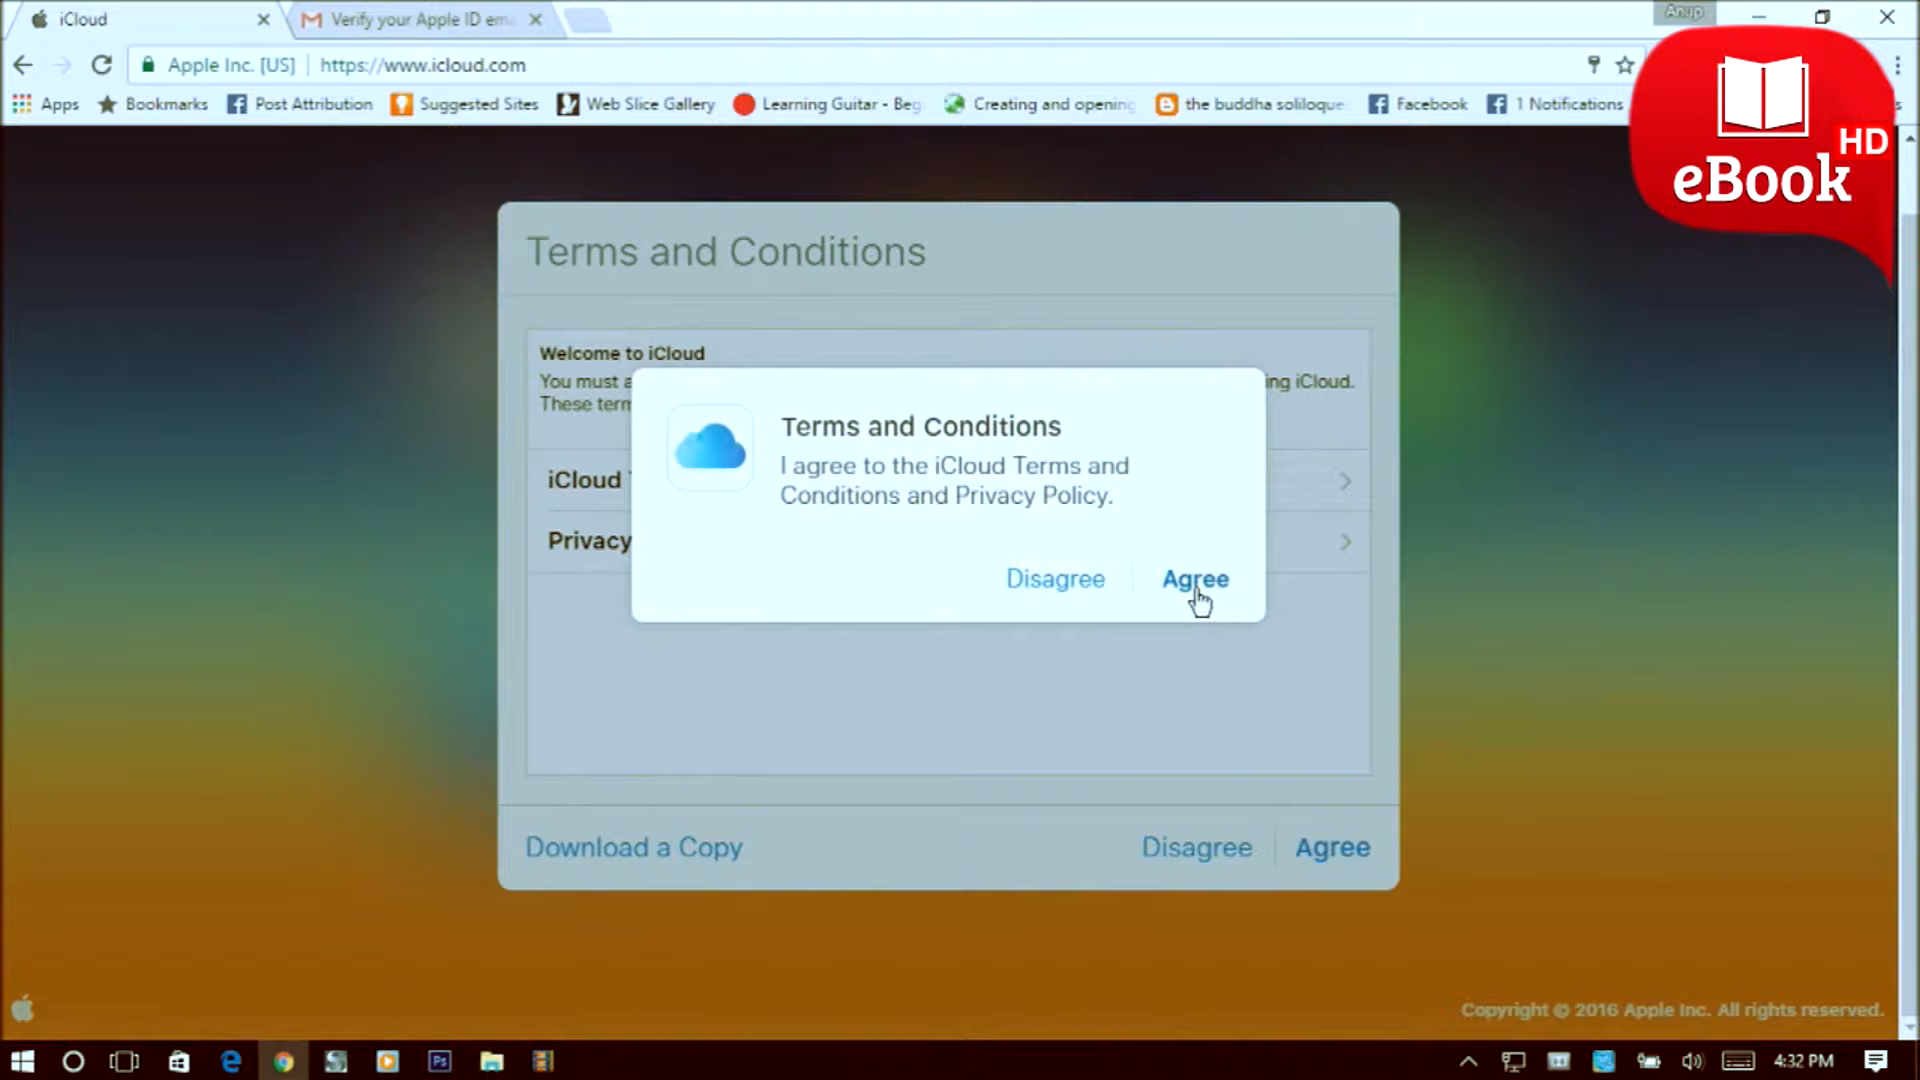 iCloud
Verify your Apple ID em
Anup
Apple Inc. [US]
https://www.icloud.com
Apps
Bookmarks
Post Attribution
Suggested Sites
Web Slice Gallery
Learning Guitar - Beg
Creating and opening
the buddha soliloque
Facebook
1 Notifications
HD
eBook
Terms and Conditions
Welcome to iCloud
You must a
ing iCloud.
These term
Terms and Conditions
I agree to the iCloud Terms and
Conditions and Privacy Policy.
iCloud
Privacy
Disagree
Agree
Download a Copy
Disagree
Agree
Copyright © 2016 Apple Inc. All rights reserved.
Ps
4:32 PM